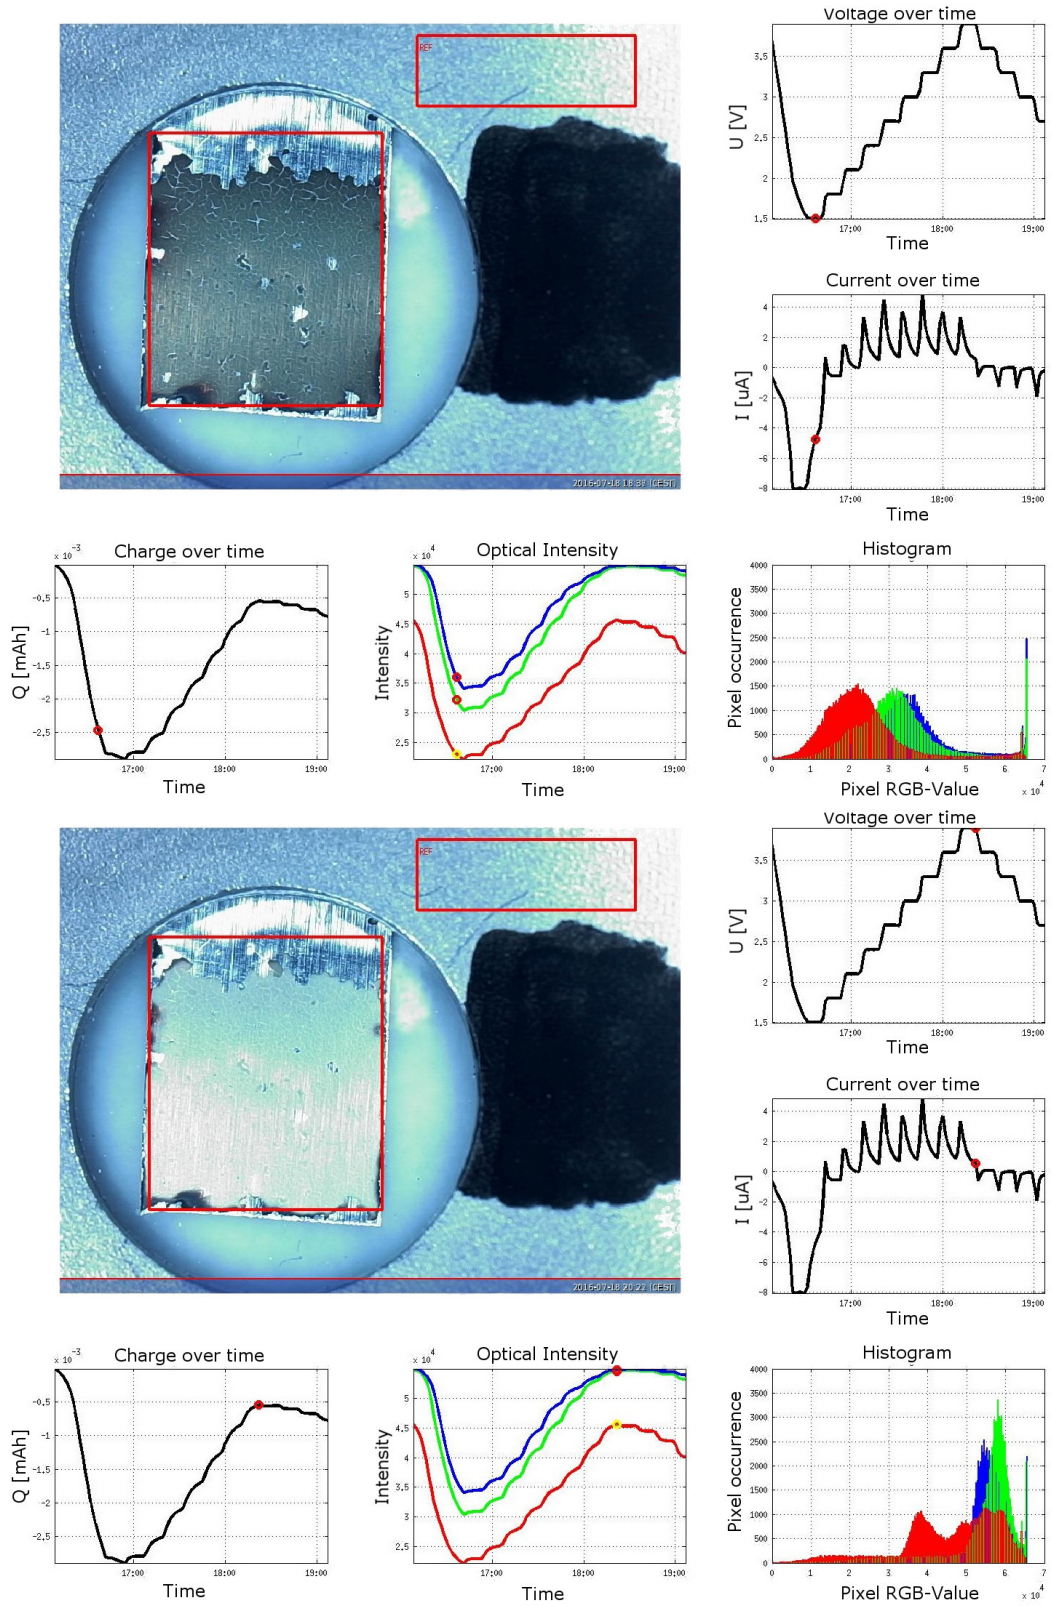 Voltage over time
REF
3.5
3
2.5
2
1.5
U [V]
17:00 18:00 19:00
Time
Current over time
4
2
0
-2
-4
-6
-8
I [uA]
17:00 18:00 19:00
Time
2016-07-18 18:37 (CEST)
Charge over time
x 10^-3
-0.5
-1
-1.5
-2
-2.5
Q [mAh]
17:00 18:00 19:00
Time
Optical Intensity
x 10^4
5
4.5
4
3.5
3
2.5
Intensity
17:00 18:00 19:00
Time
Histogram
4000
3500
3000
2500
2000
1500
1000
500
0
Pixel occurrence
0 1 2 3 4 5 6 7
x 10^4
Pixel RGB-Value
Voltage over time
REF
3.5
3
2.5
2
1.5
U [V]
17:00 18:00 19:00
Time
Current over time
4
2
0
-2
-4
-6
-8
I [uA]
17:00 18:00 19:00
Time
2016-07-18 20:22 (CEST)
Charge over time
x 10^-3
-0.5
-1
-1.5
-2
-2.5
Q [mAh]
17:00 18:00 19:00
Time
Optical Intensity
x 10^4
5
4.5
4
3.5
3
2.5
Intensity
17:00 18:00 19:00
Time
Histogram
4000
3500
3000
2500
2000
1500
1000
500
0
Pixel occurrence
0 1 2 3 4 5 6 7
x 10^4
Pixel RGB-Value